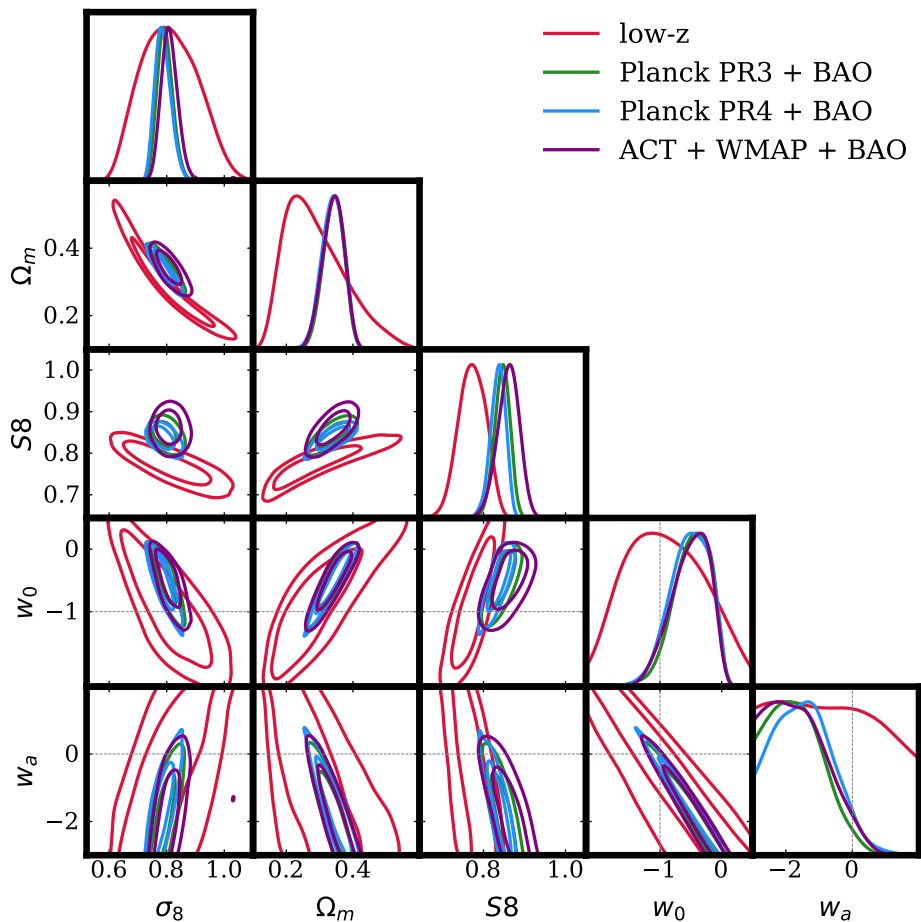 low-z
Planck PR3 + BAO
Planck PR4 + BAO
ACT + WMAP + BAO
Ωₘ
0.4
0.2
S8
1.0
0.9
0.8
0.7
w₀
0
−1
wₐ
0
−2
0.6 0.8 1.0
0.2 0.4
0.8 1.0
−1 0
−2 0
σ₈
Ωₘ
S8
w₀
wₐ